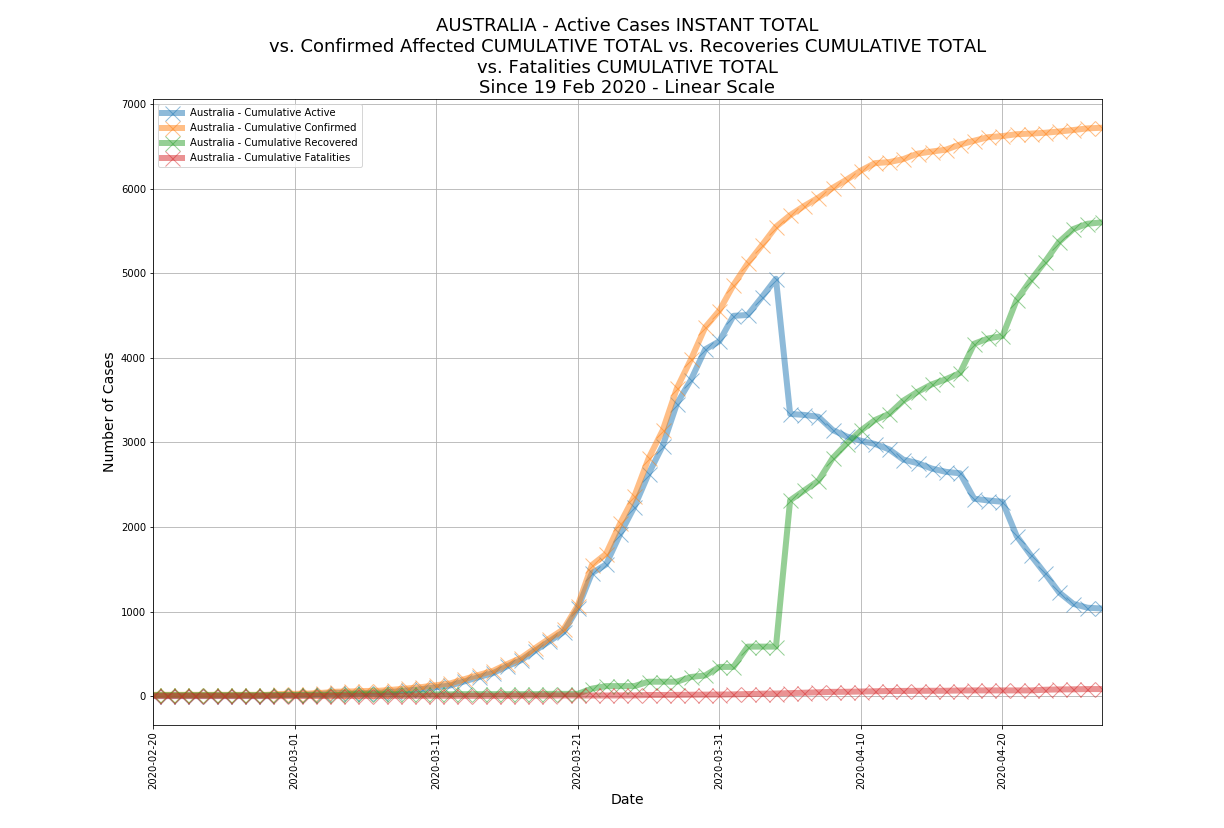 AUSTRALIA - Active Cases INSTANT TOTAL
vs. Confirmed Affected CUMULATIVE TOTAL vs. Recoveries CUMULATIVE TOTAL
vs. Fatalities CUMULATIVE TOTAL
Since 19 Feb 2020 - Linear Scale
Australia - Cumulative Active
Australia - Cumulative Confirmed
Australia - Cumulative Recovered
Australia - Cumulative Fatalities
Number of Cases
7000
6000
5000
4000
3000
2000
1000
0
2020-02-20
2020-03-01
2020-03-11
2020-03-21
2020-03-31
2020-04-10
2020-04-20
Date